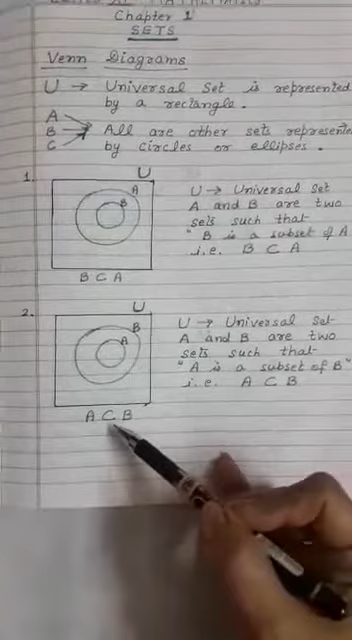 Chapter 1
SETS
Venn Diagrams
U → Universal Set is represented
by a rectangle.
A
B → All are other sets represente
C by circles or ellipses.
1.
U
A
B
B ⊂ A
U → Universal Set
A and B are two
sets such that
"B is a subset of A
i.e. B ⊂ A
2.
U
B
A
A ⊂ B
U → Universal Set
A and B are two
sets such that
"A is a subset of B"
i.e. A ⊂ B